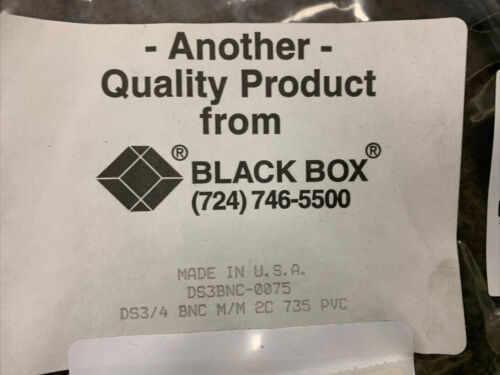 - Another -
Quality Product
from
® BLACK BOX ®
(724) 746-5500
MADE IN U.S.A.
DS3BNC-0075
DS3/4 BNC M/M 2C 735 PVC